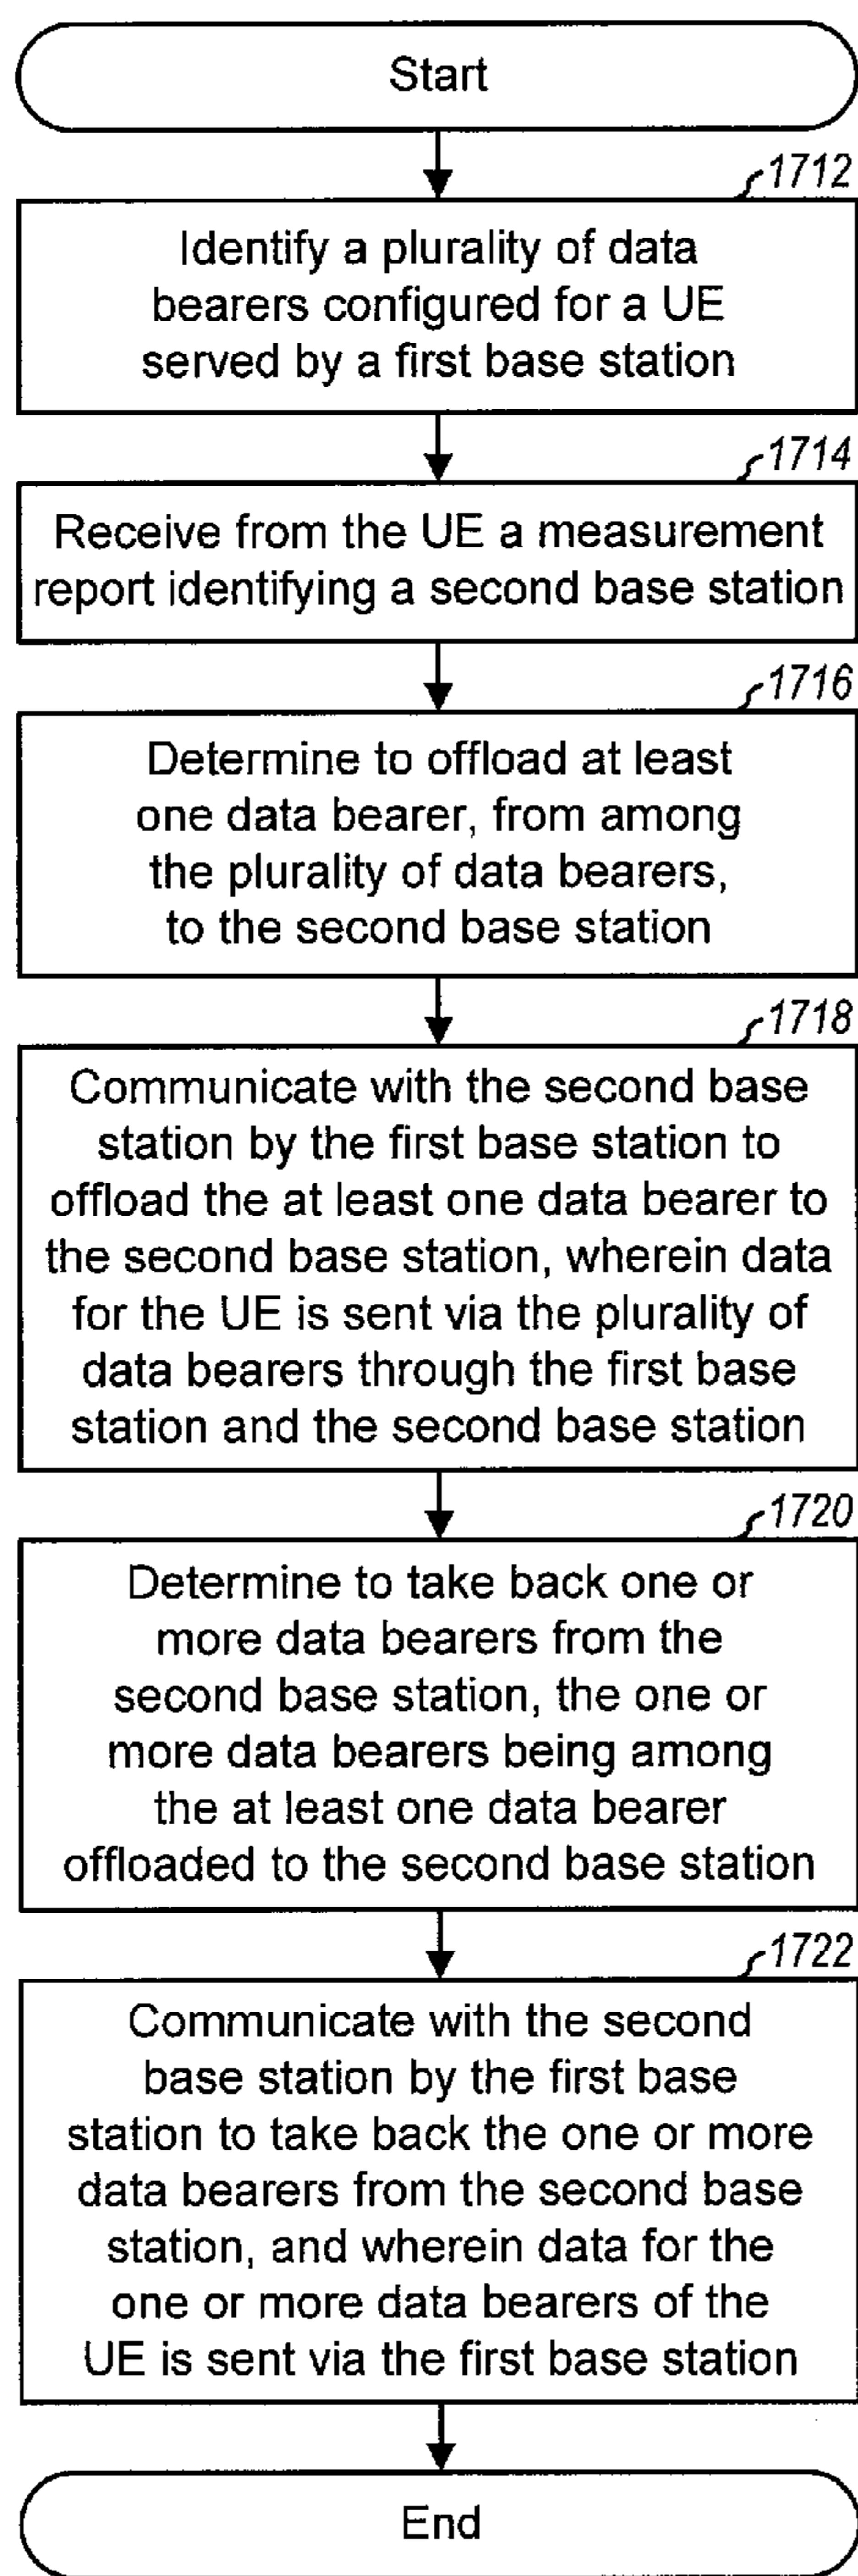 Start
1712
Identify a plurality of data
bearers configured for a UE
served by a first base station
1714
Receive from the UE a measurement
report identifying a second base station
1716
Determine to offload at least
one data bearer, from among
the plurality of data bearers,
to the second base station
1718
Communicate with the second base
station by the first base station to
offload the at least one data bearer to
the second base station, wherein data
for the UE is sent via the plurality of
data bearers through the first base
station and the second base station
1720
Determine to take back one or
more data bearers from the
second base station, the one or
more data bearers being among
the at least one data bearer
offloaded to the second base station
1722
Communicate with the second
base station by the first base
station to take back the one or more
data bearers from the second base
station, and wherein data for the
one or more data bearers of the
UE is sent via the first base station
End